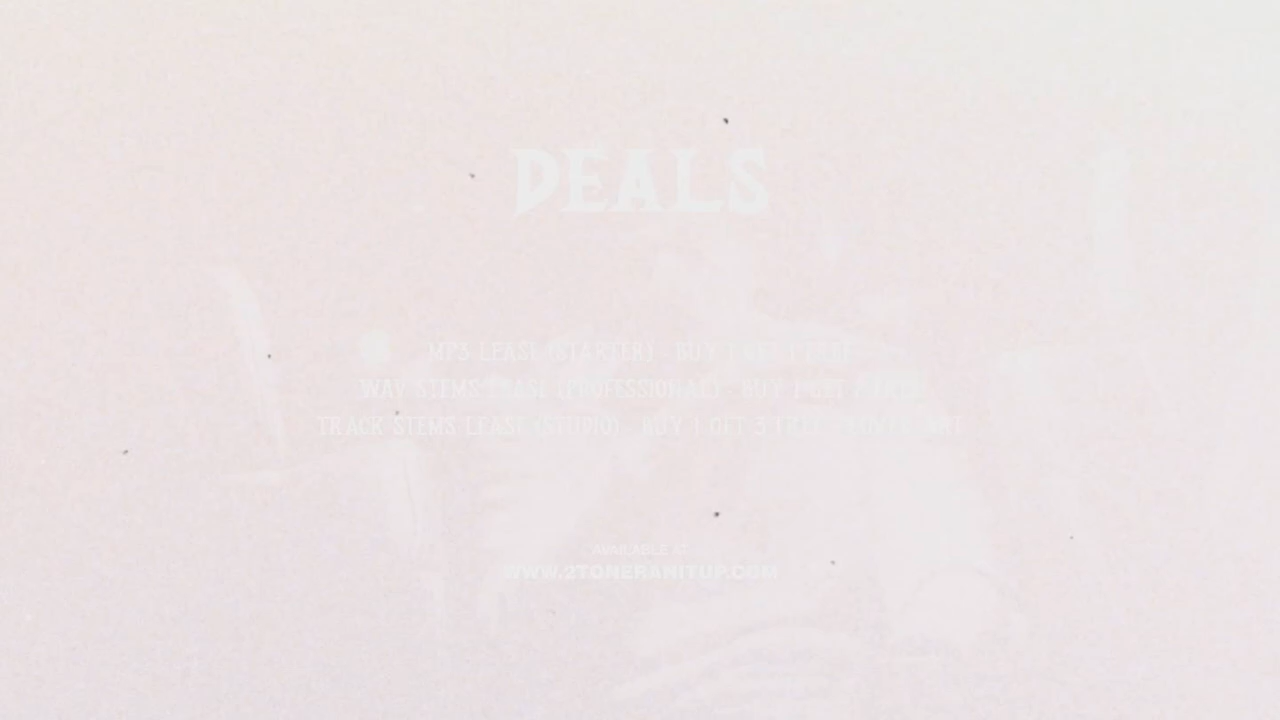 DEALS
MP3 LEASE (STARTER) - BUY 1 GET 1 FREE
WAV STEMS LEASE (PROFESSIONAL) - BUY 1 GET 2 FREE
TRACK STEMS LEASE (STUDIO) - BUY 1 GET 3 FREE
AVAILABLE AT
WWW.2TONERANITUP.COM